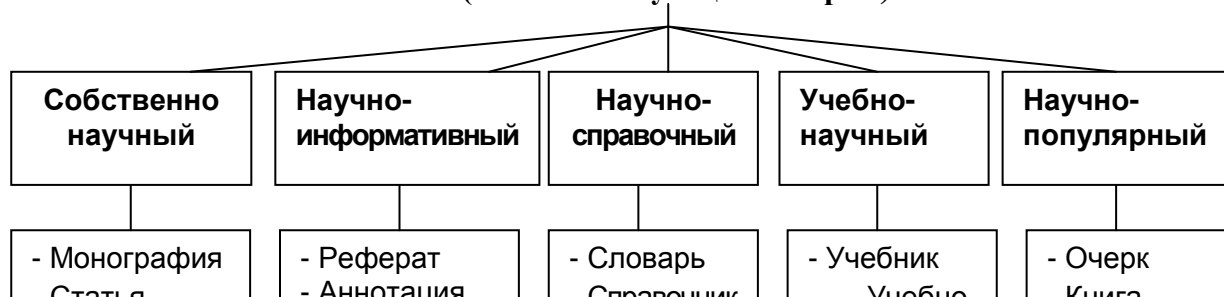 Собственно
научный
Научно-
информативный
Научно-
справочный
Учебно-
научный
Научно-
популярный
- Монография
Статья
- Реферат
- Аннотация
- Словарь
Справочник
- Учебник
Учебно
- Очерк
Книга